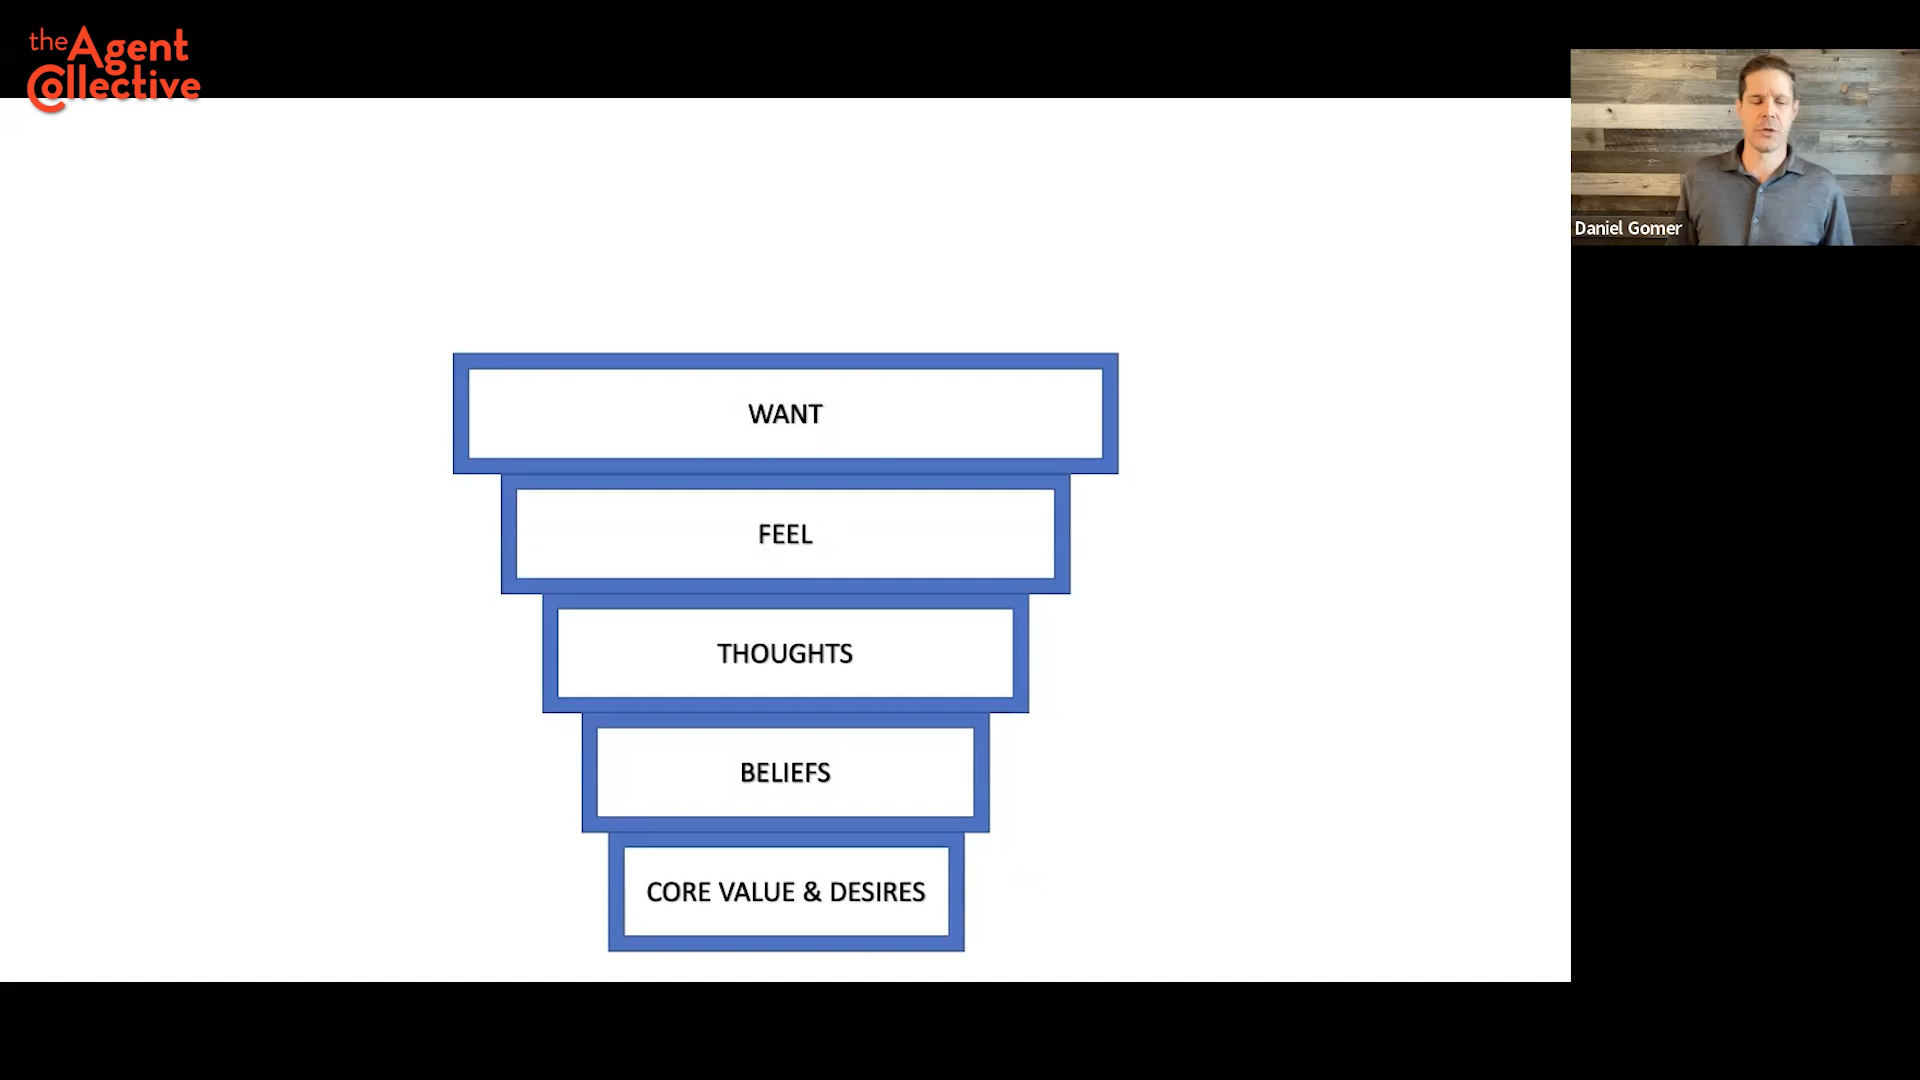 the Agent
Collective
Daniel Gomer
WANT
FEEL
THOUGHTS
BELIEFS
CORE VALUE & DESIRES